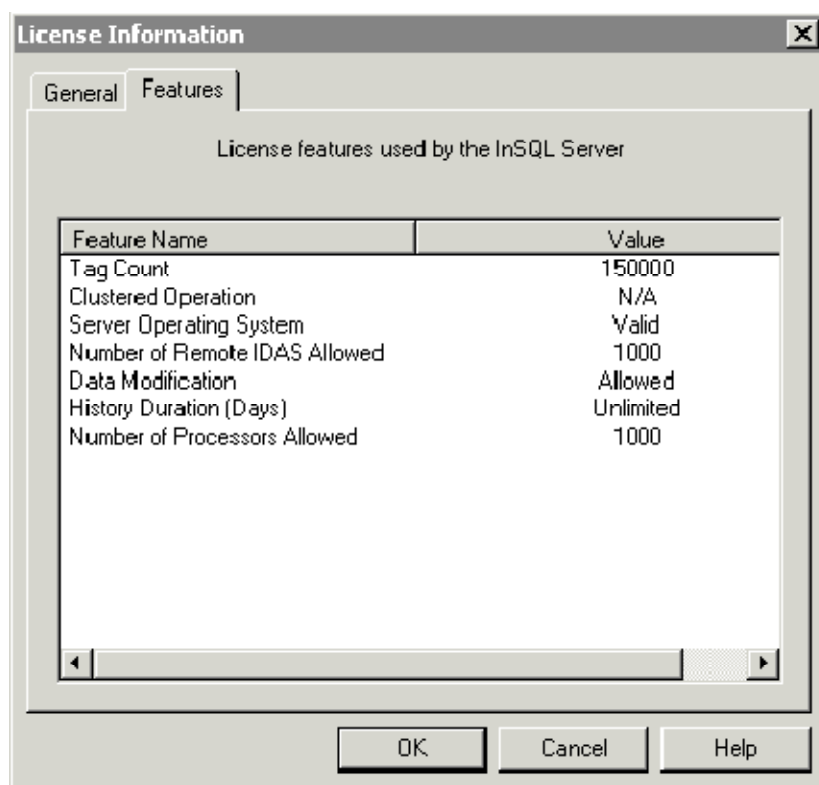 License Information
General Features
License features used by the InSQL Server
Feature Name Value
Tag Count 150000
Clustered Operation N/A
Server Operating System Valid
Number of Remote IDAS Allowed 1000
Data Modification Allowed
History Duration (Days) Unlimited
Number of Processors Allowed 1000
OK Cancel Help